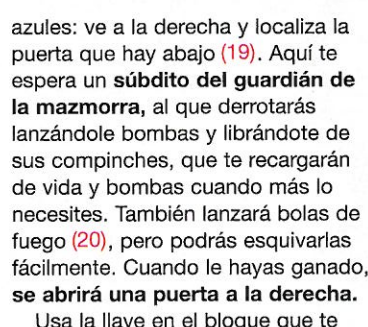 azules: ve a la derecha y localiza la
puerta que hay abajo (19). Aquí te
espera un súbdito del guardián de
la mazmorra, al que derrotarás
lanzándole bombas y librándote de
sus compinches, que te recargarán
de vida y bombas cuando más lo
necesites. También lanzará bolas de
fuego (20), pero podrás esquivarlas
fácilmente. Cuando le hayas ganado,
se abrirá una puerta a la derecha.
Usa la llave en el bloque que te